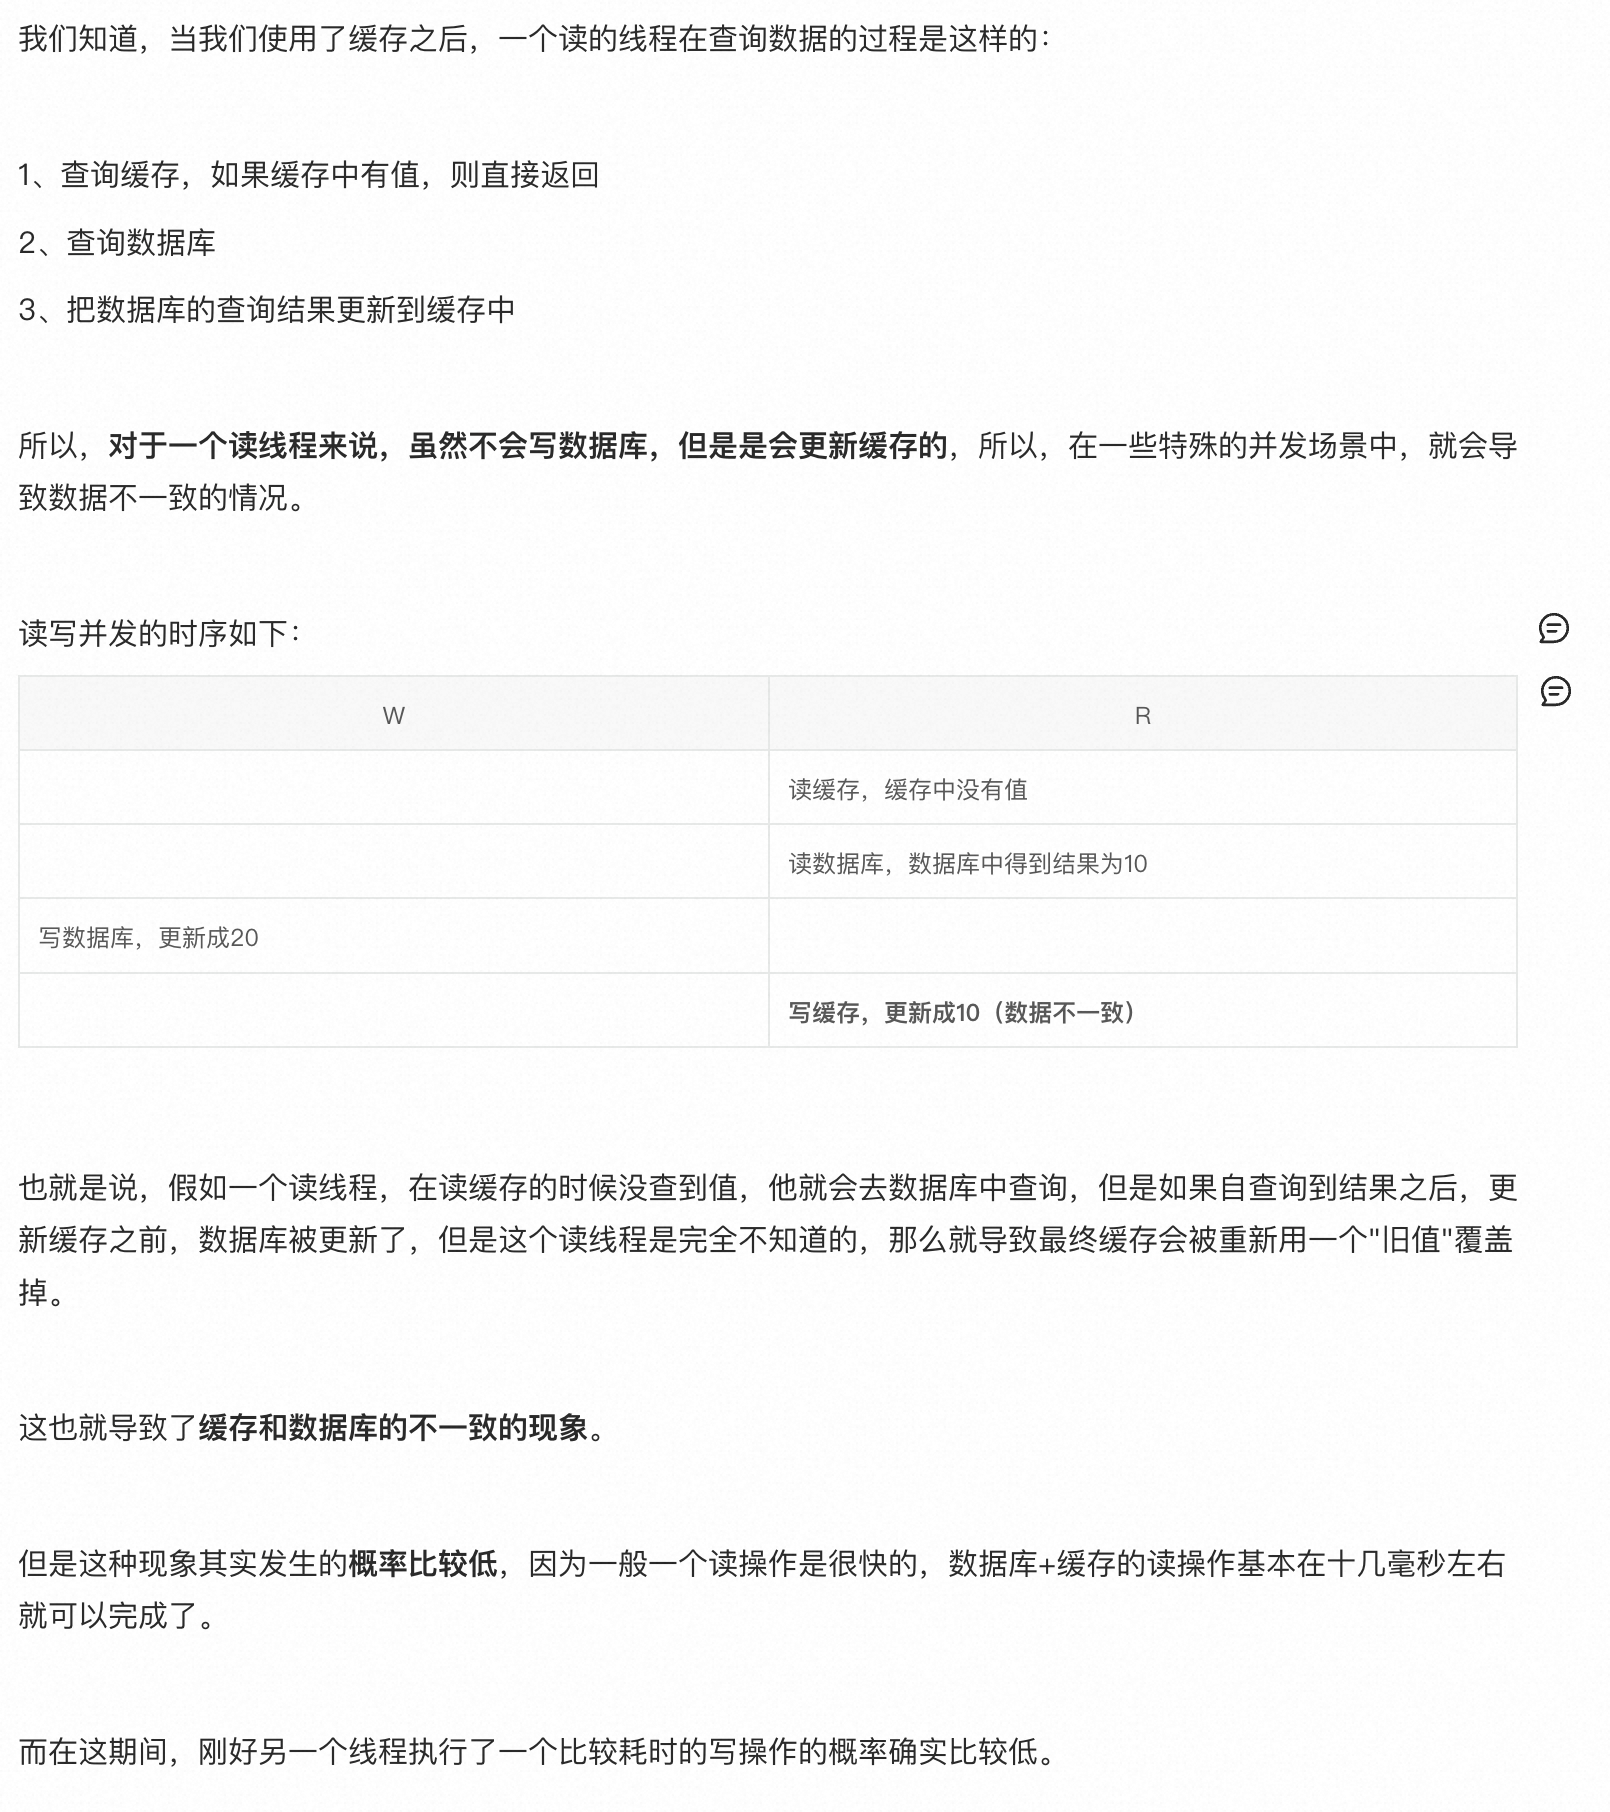 我们知道，当我们使用了缓存之后，一个读的线程在查询数据的过程是这样的：
1、查询缓存，如果缓存中有值，则直接返回
2、查询数据库
3、把数据库的查询结果更新到缓存中
所以，对于一个读线程来说，虽然不会写数据库，但是是会更新缓存的，所以，在一些特殊的并发场景中，就会导
致数据不一致的情况。
读写并发的时序如下：
W
R
读缓存，缓存中没有值
读数据库，数据库中得到结果为10
写数据库，更新成20
写缓存，更新成10（数据不一致）
也就是说，假如一个读线程，在读缓存的时候没查到值，他就会去数据库中查询，但是如果自查询到结果之后，更
新缓存之前，数据库被更新了，但是这个读线程是完全不知道的，那么就导致最终缓存会被重新用一个"旧值"覆盖
掉。
这也就导致了缓存和数据库的不一致的现象。
但是这种现象其实发生的概率比较低，因为一般一个读操作是很快的，数据库+缓存的读操作基本在十几毫秒左右
就可以完成了。
而在这期间，刚好另一个线程执行了一个比较耗时的写操作的概率确实比较低。